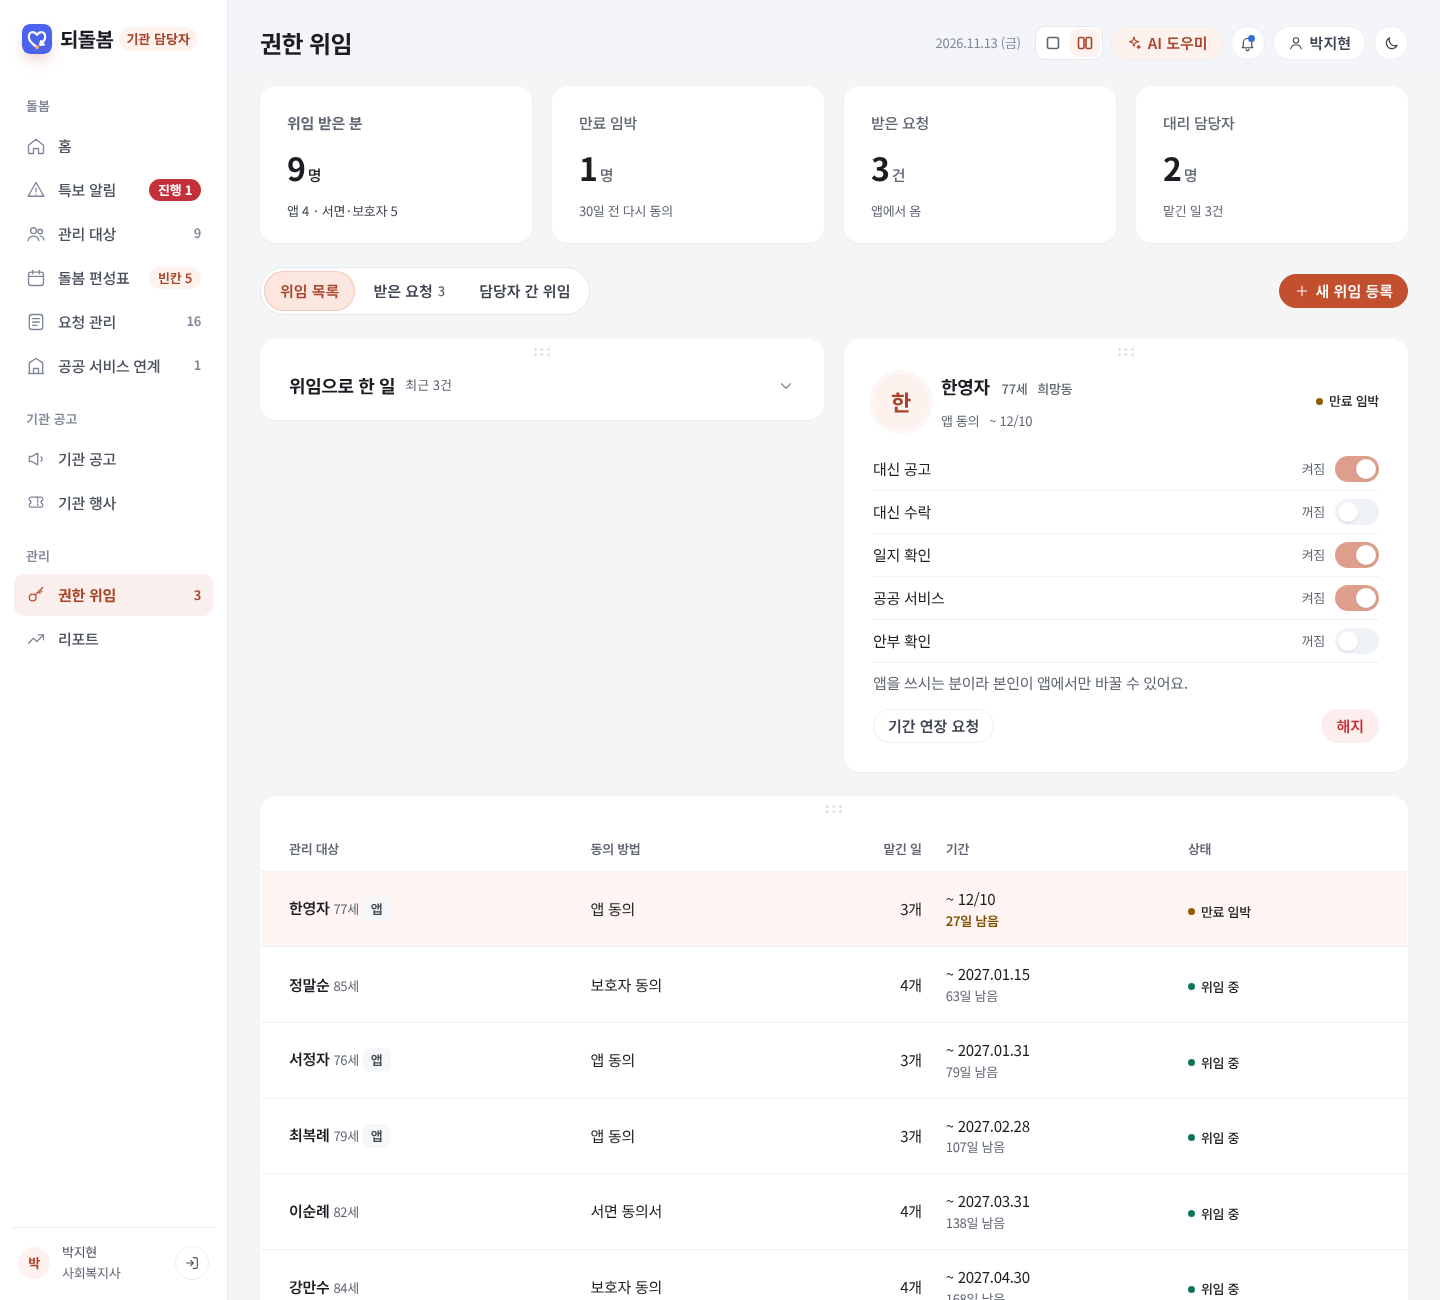 되돌봄 기관 담당자
돌봄
홈
특보 알림 진행 1
관리 대상 9
돌봄 편성표 빈칸 5
요청 관리 16
공공 서비스 연계 1
기관 공고
기관 공고
기관 행사
관리
권한 위임 3
리포트
박 박지현
사회복지사
권한 위임
2026.11.13 (금) AI 도우미 박지현
위임 받은 분
9명
앱 4 · 서면·보호자 5
만료 임박
1명
30일 전 다시 동의
받은 요청
3건
앱에서 옴
대리 담당자
2명
맡긴 일 3건
위임 목록 받은 요청 3 담당자 간 위임
+ 새 위임 등록
위임으로 한 일 최근 3건
한 한영자 77세 희망동
앱 동의 ~ 12/10
만료 임박
대신 공고 켜짐
대신 수락 꺼짐
일지 확인 켜짐
공공 서비스 켜짐
안부 확인 꺼짐
앱을 쓰시는 분이라 본인이 앱에서만 바꿀 수 있어요.
기간 연장 요청 해지
관리 대상 동의 방법 맡긴 일 기간 상태
한영자 77세 앱 앱 동의 3개 ~ 12/10 만료 임박
27일 남음
정말순 85세 보호자 동의 4개 ~ 2027.01.15 위임 중
63일 남음
서정자 76세 앱 앱 동의 3개 ~ 2027.01.31 위임 중
79일 남음
최복례 79세 앱 앱 동의 3개 ~ 2027.02.28 위임 중
107일 남음
이순례 82세 서면 동의서 4개 ~ 2027.03.31 위임 중
138일 남음
강만수 84세 보호자 동의 4개 ~ 2027.04.30 위임 중
168일 남음